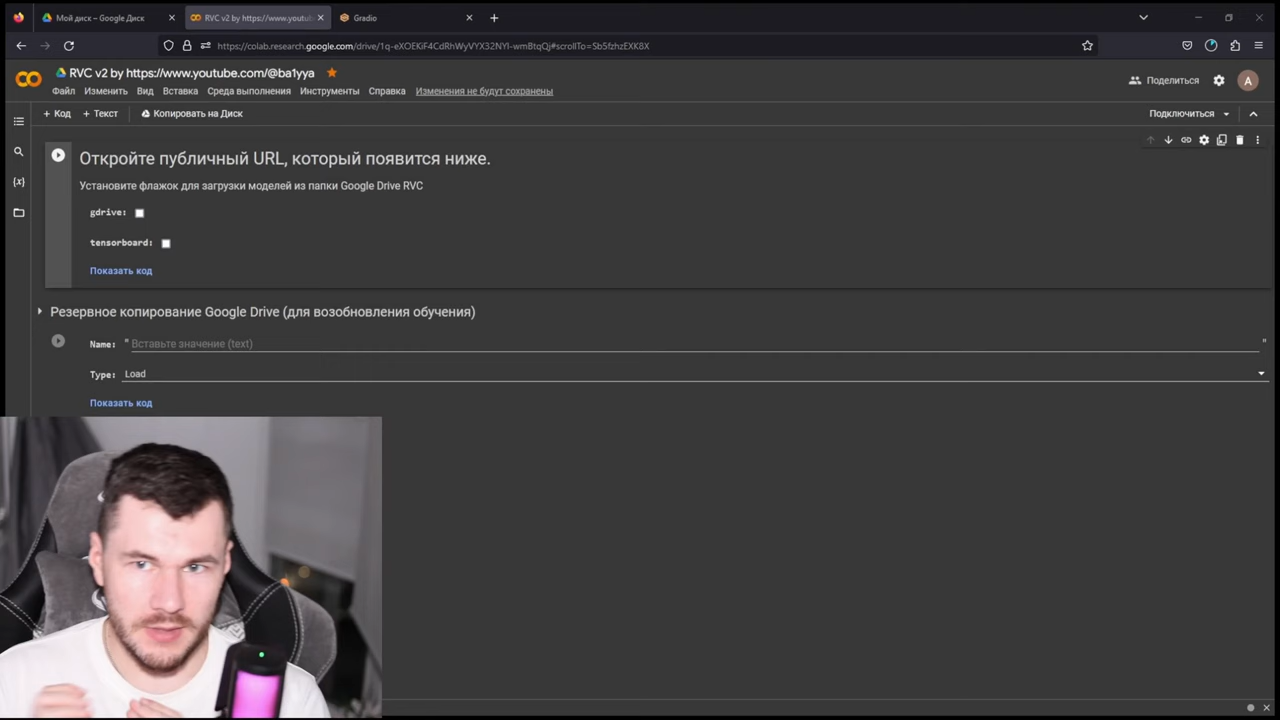 Мой диск – Google Диск
RVC v2 by https://www.youtub
Gradio
https://colab.research.google.com/drive/1q-eXOEKiF4CdRhWyVYX32NYI-wmBtqQj#scrollTo=Sb5fzhzEXK8X
RVC v2 by https://www.youtube.com/@ba1yya
Поделиться
A
Файл Изменить Вид Вставка Среда выполнения Инструменты Справка Изменения не будут сохранены
+ Код + Текст Копировать на Диск
Подключиться
{x}
Откройте публичный URL, который появится ниже.
Установите флажок для загрузки моделей из папки Google Drive RVC
gdrive:
tensorboard:
Показать код
Резервное копирование Google Drive (для возобновления обучения)
Name: " Вставьте значение (text) "
Type: Load
Показать код